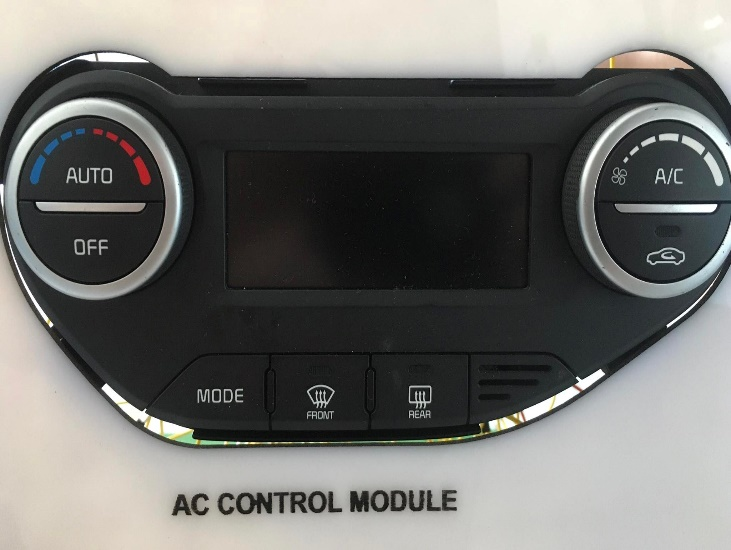 AUTO
OFF
A/C
MODE
FRONT
REAR
AC CONTROL MODULE